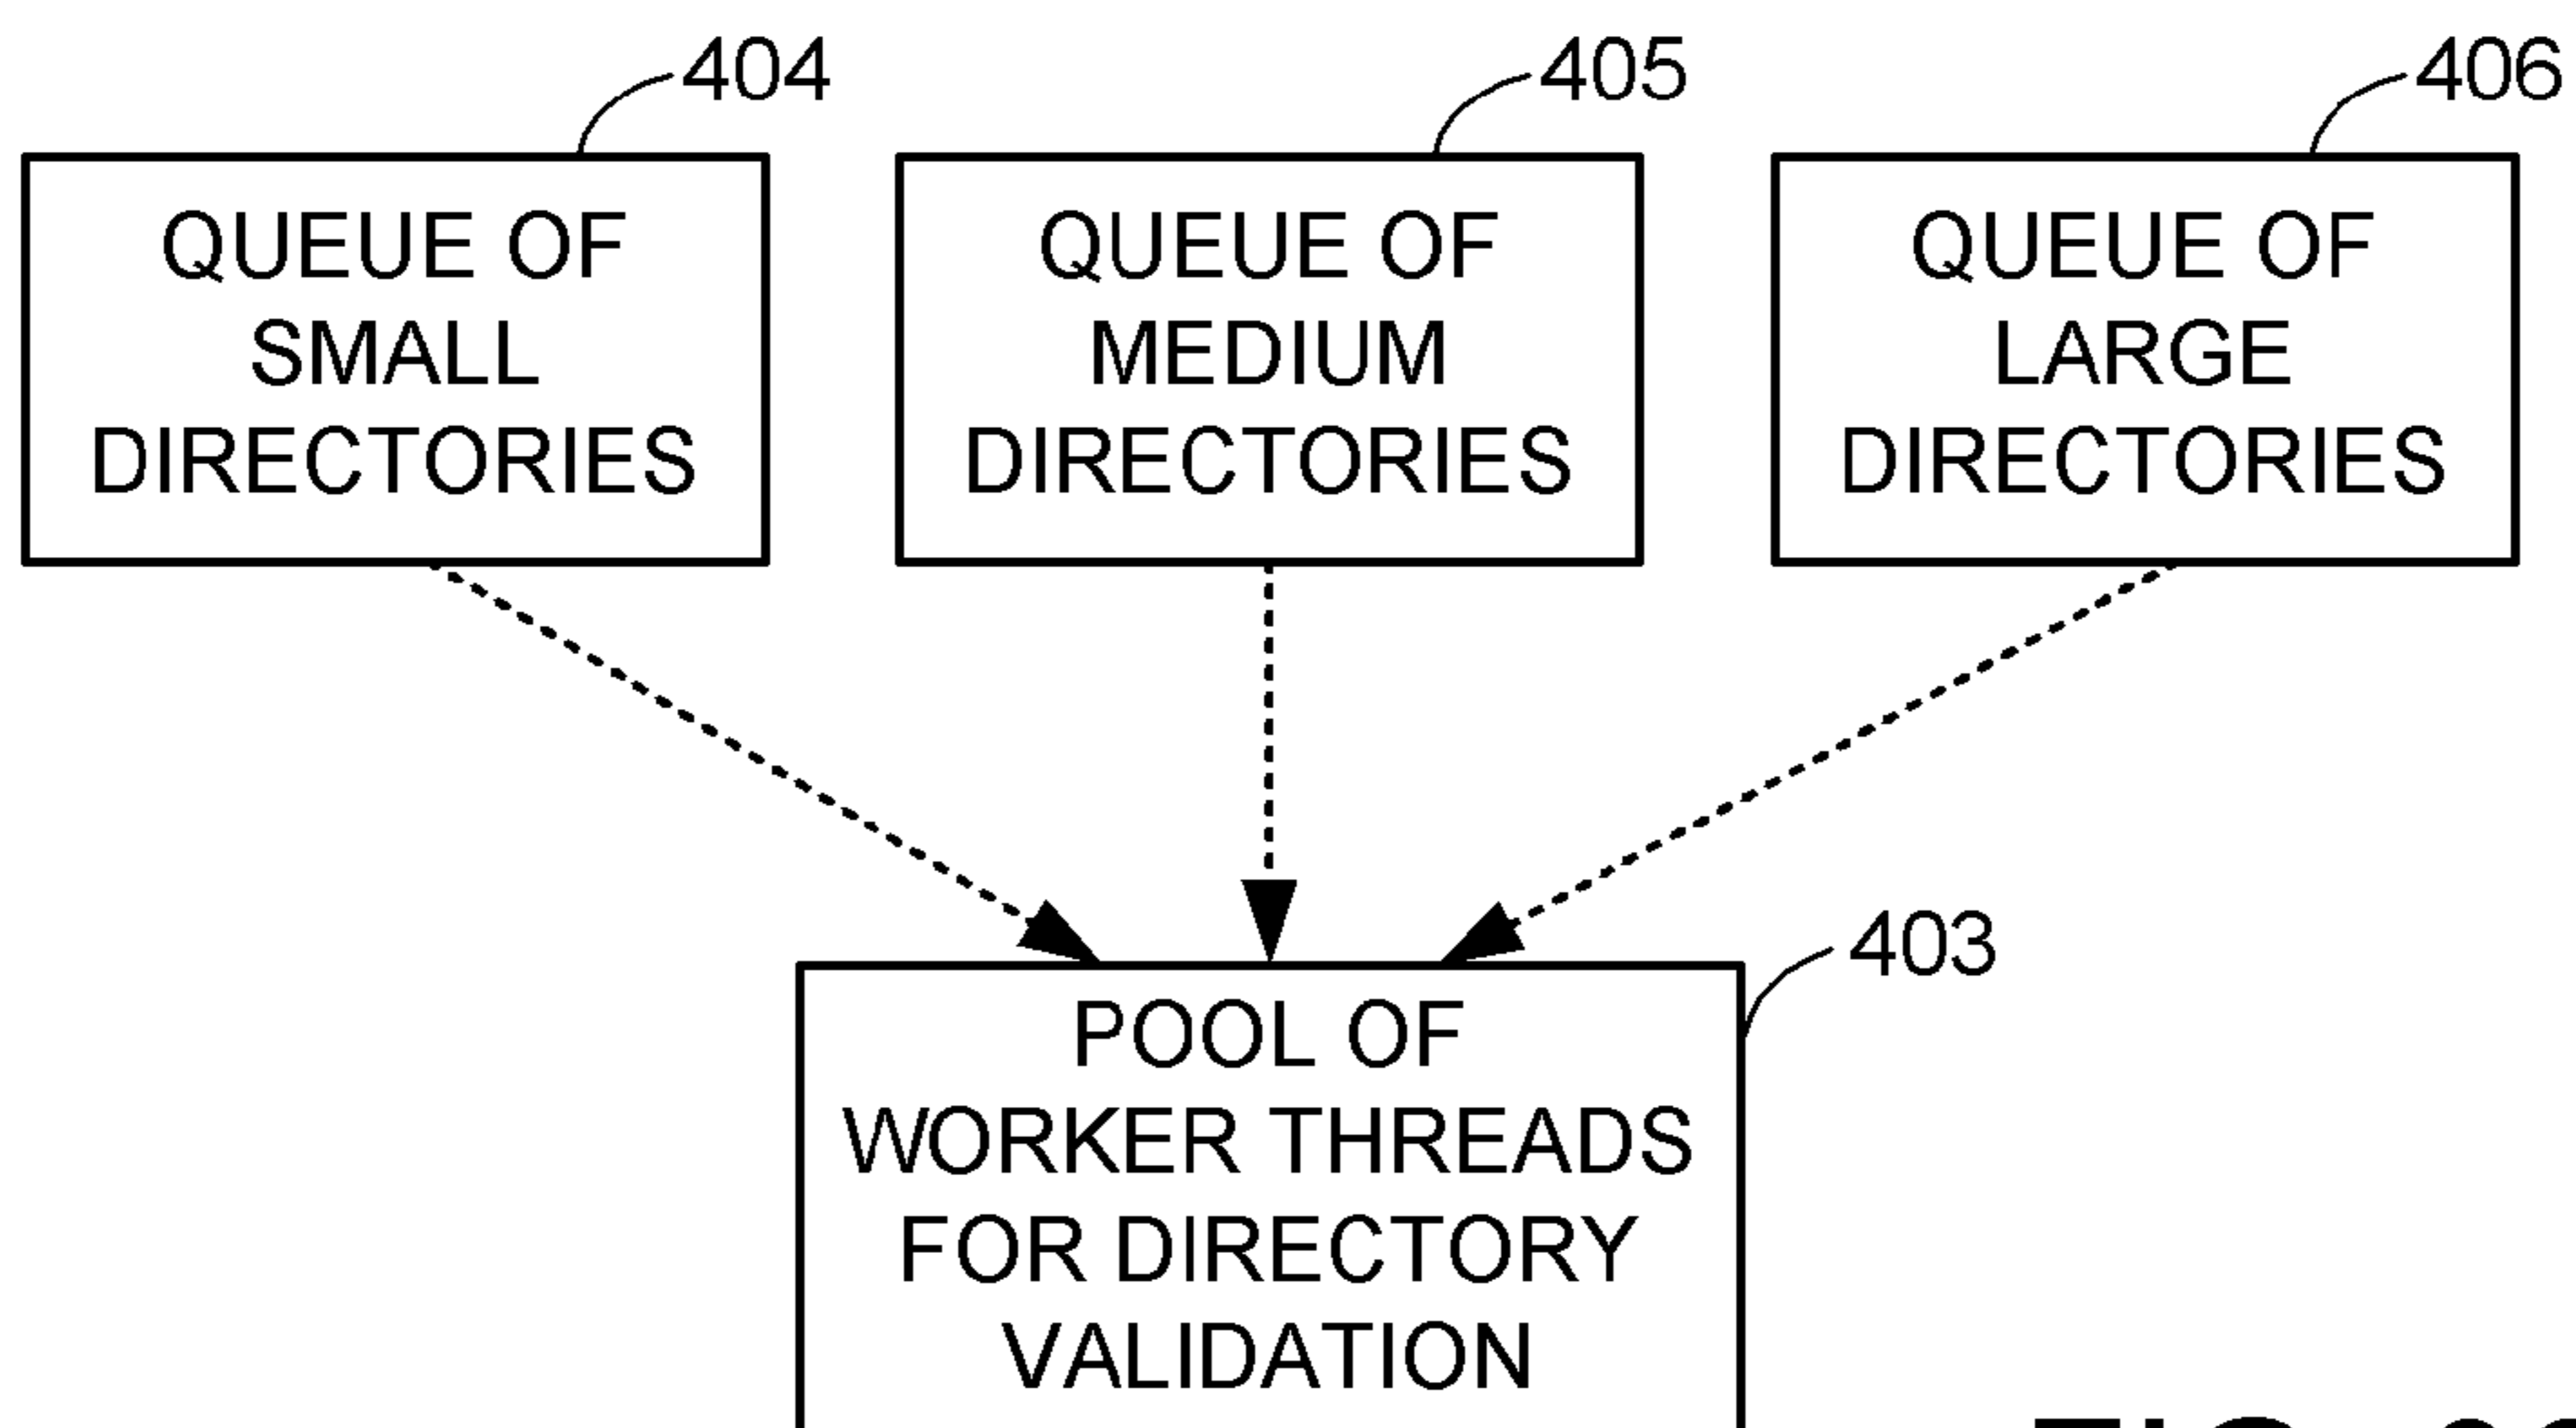 404
405
406
QUEUE OF
SMALL
DIRECTORIES
QUEUE OF
MEDIUM
DIRECTORIES
QUEUE OF
LARGE
DIRECTORIES
403
POOL OF
WORKER THREADS
FOR DIRECTORY
VALIDATION